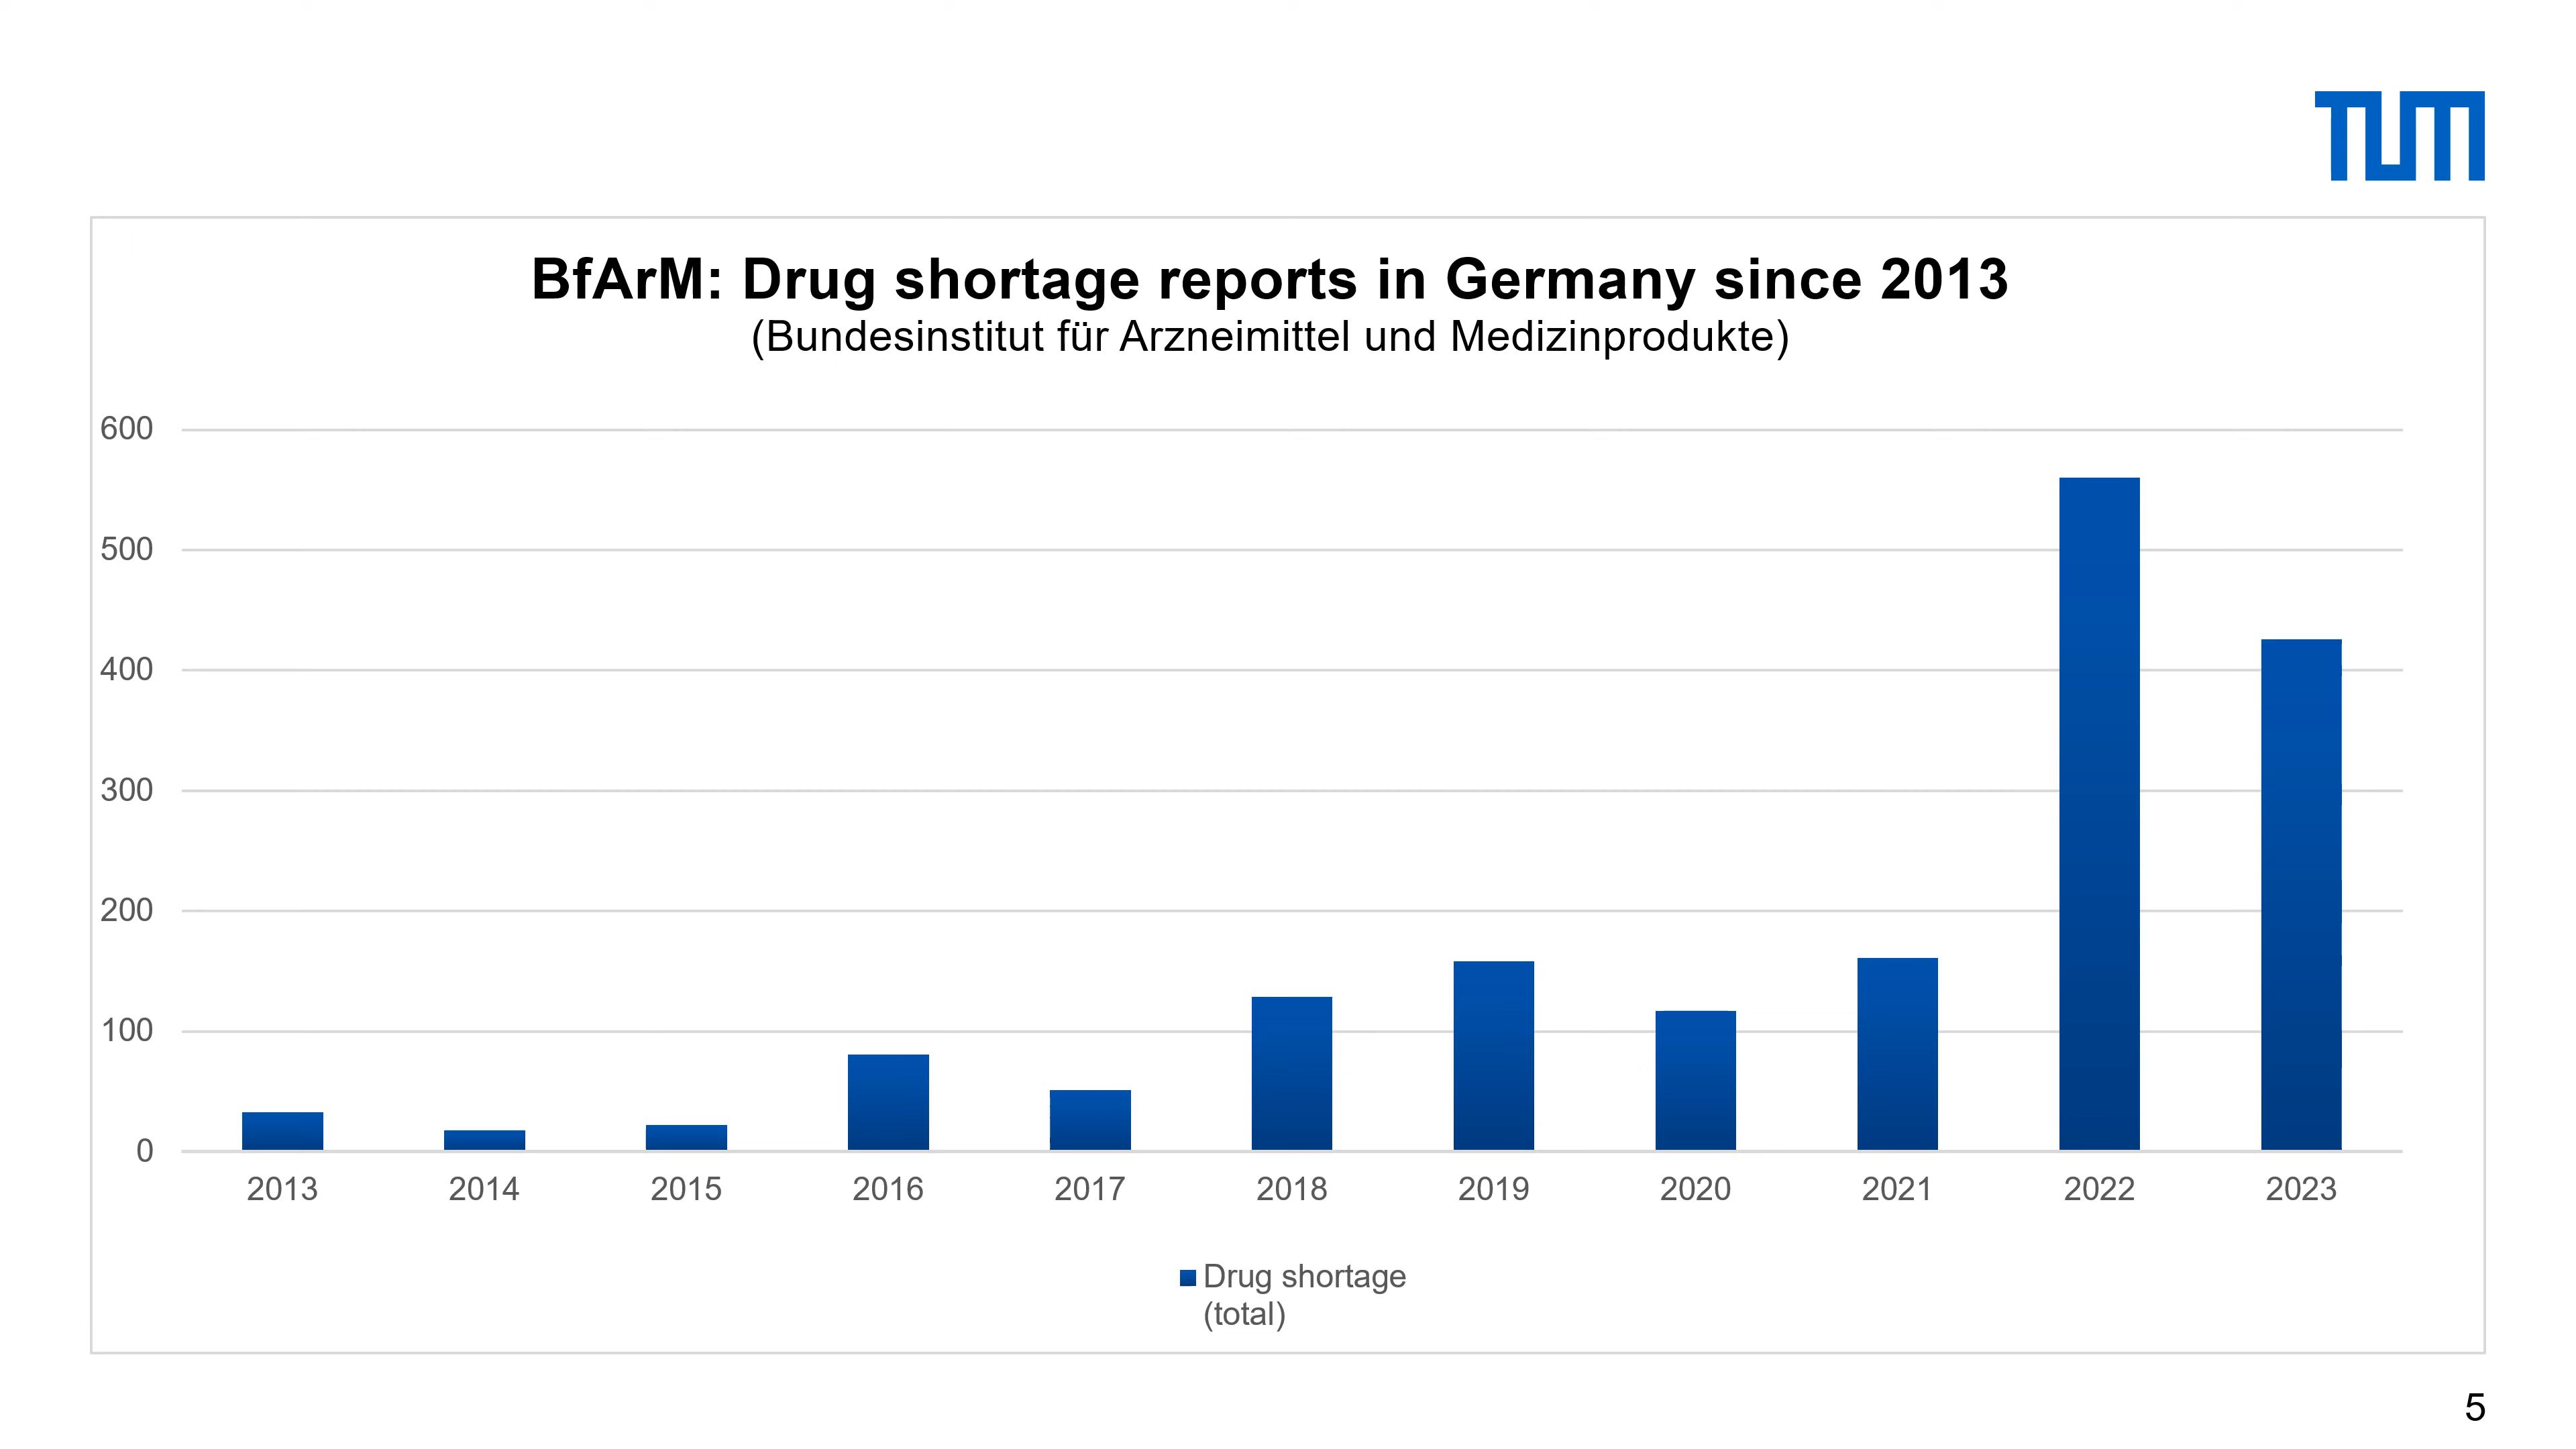 TUM
BfArM: Drug shortage reports in Germany since 2013
(Bundesinstitut für Arzneimittel und Medizinprodukte)
600
500
400
300
200
100
0
2013 2014 2015 2016 2017 2018 2019 2020 2021 2022 2023
Drug shortage
(total)
5